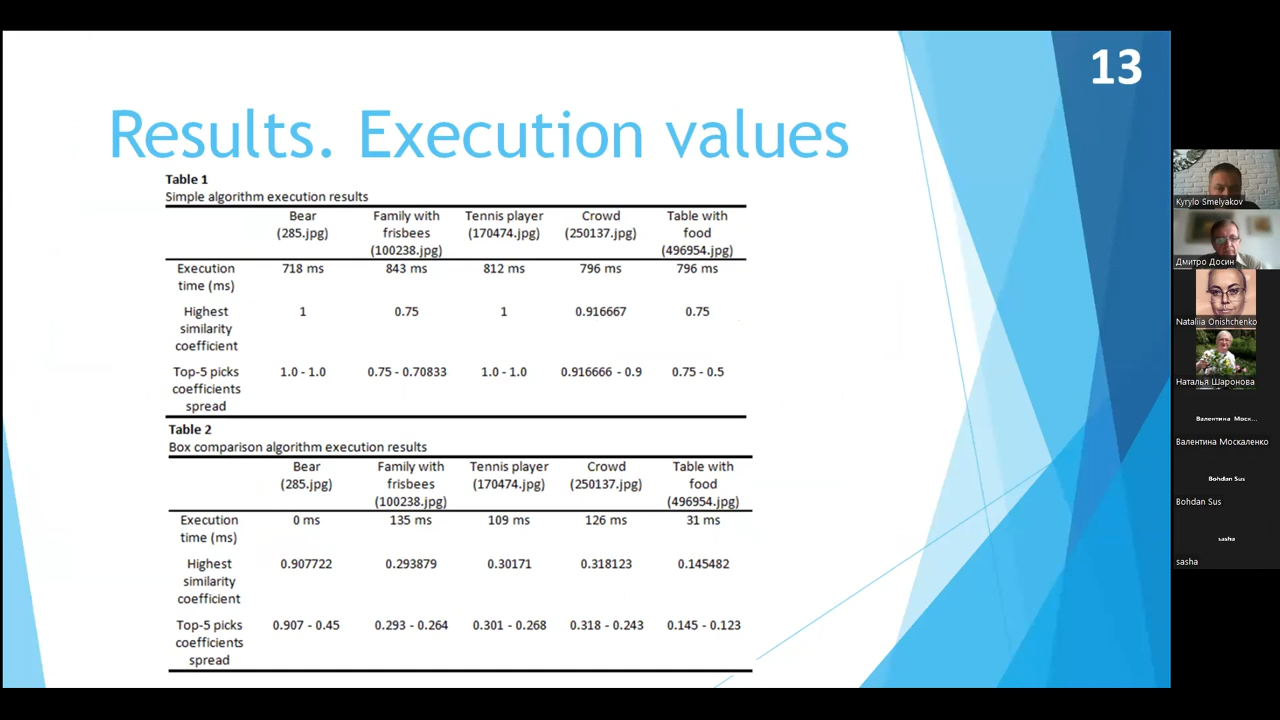 13
Results. Execution values
Table 1
Simple algorithm execution results
Bear Family with Tennis player Crowd Table with
(285.jpg) frisbees (170474.jpg) (250137.jpg) food
(100238.jpg) (496954.jpg)
Execution 718 ms 843 ms 812 ms 796 ms 796 ms
time (ms)
Highest 1 0.75 1 0.916667 0.75
similarity
coefficient
Top-5 picks 1.0 - 1.0 0.75 - 0.70833 1.0 - 1.0 0.916666 - 0.9 0.75 - 0.5
coefficients
spread
Table 2
Box comparison algorithm execution results
Bear Family with Tennis player Crowd Table with
(285.jpg) frisbees (170474.jpg) (250137.jpg) food
(100238.jpg) (496954.jpg)
Execution 0 ms 135 ms 109 ms 126 ms 31 ms
time (ms)
Highest 0.907722 0.293879 0.30171 0.318123 0.145482
similarity
coefficient
Top-5 picks 0.907 - 0.45 0.293 - 0.264 0.301 - 0.268 0.318 - 0.243 0.145 - 0.123
coefficients
spread
Kyrylo Smelyakov
Дмитро Досин
Nataliia Onishchenko
Наталья Шаронова
Валентина Моск...
Валентина Москаленко
Bohdan Sus
Bohdan Sus
sasha
sasha